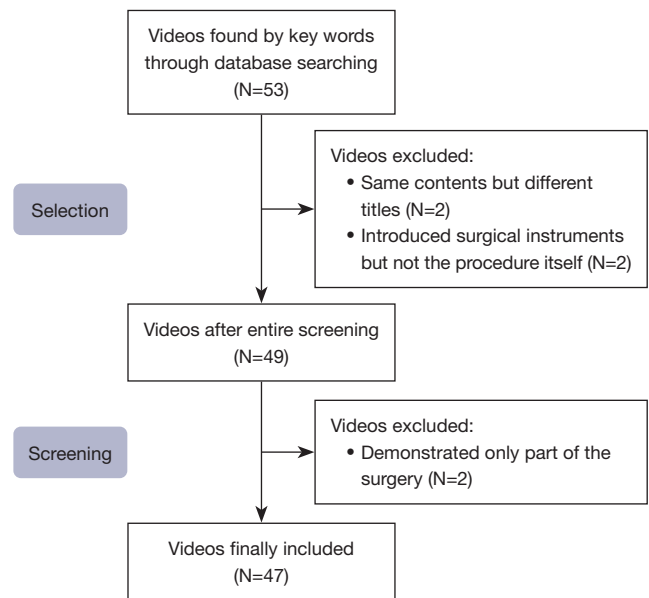 Videos found by key words
through database searching
(N=53)
Videos excluded:
• Same contents but different
titles (N=2)
• Introduced surgical instruments
but not the procedure itself (N=2)
Selection
Videos after entire screening
(N=49)
Videos excluded:
• Demonstrated only part of the
surgery (N=2)
Screening
Videos finally included
(N=47)